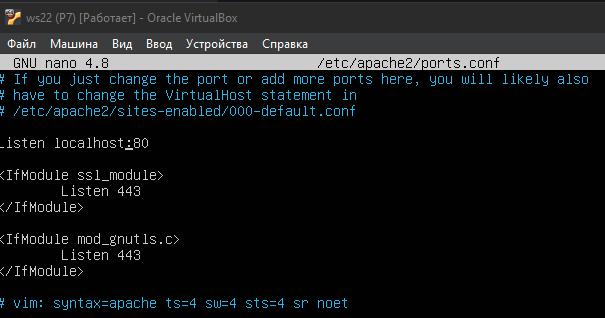 ws22 (P7) [Работает] - Oracle VirtualBox
Файл Машина Вид Ввод Устройства Справка
GNU nano 4.8 /etc/apache2/ports.conf
# If you just change the port or add more ports here, you will likely also
# have to change the VirtualHost statement in
# /etc/apache2/sites-enabled/000-default.conf
Listen localhost:80
<IfModule ssl_module>
Listen 443
</IfModule>
<IfModule mod_gnutls.c>
Listen 443
</IfModule>
# vim: syntax=apache ts=4 sw=4 sts=4 sr noet